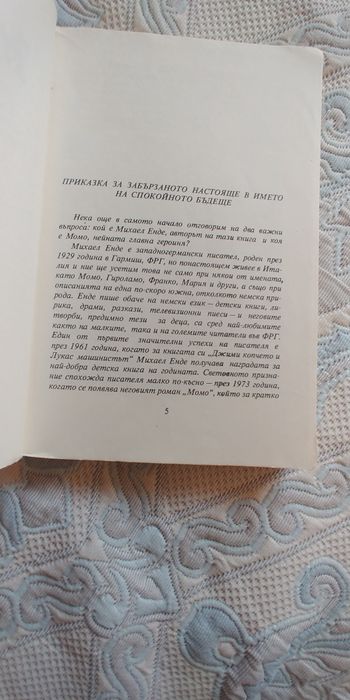 ПРИКАЗКА ЗА ЗАБЪРЗАНОТО НАСТОЯЩЕ В ИМЕТО
НА СПОКОЙНОТО БЪДЕЩЕ
Нека още в самото начало отговорим на два важни
въпроса: кой е Михаел Енде, авторът на тази книга и коя
е Момо, нейната главна героиня?
Михаел Енде е западногермански писател, роден през
1929 година в Гармиш, ФРГ, но понастоящем живее в Ита-
лия и ние ще усетим това не само при някои от имената,
като Момо, Гироламо, Франко, Мария и други, а също при
описанията на една по-скоро южна, отколкото немска при-
рода. Енде пише обаче на немски език – детски книги, ли-
рика, драми, разкази, телевизионни пиеси – и неговите
творби, предимно тези за деца, са сред най-любимите
както на малките, така и на големите читатели във ФРГ.
Един от първите значителни успехи на писателя е
през 1961 година, когато за книгата си „Джими копчето и
Лукас машинистът" Михаел Енде получава наградата за
най-добра детска книга на годината. Световното призна-
ние спохожда писателя малко по-късно – през 1973 година,
когато се появява неговият роман „Момо", който за кратко
5